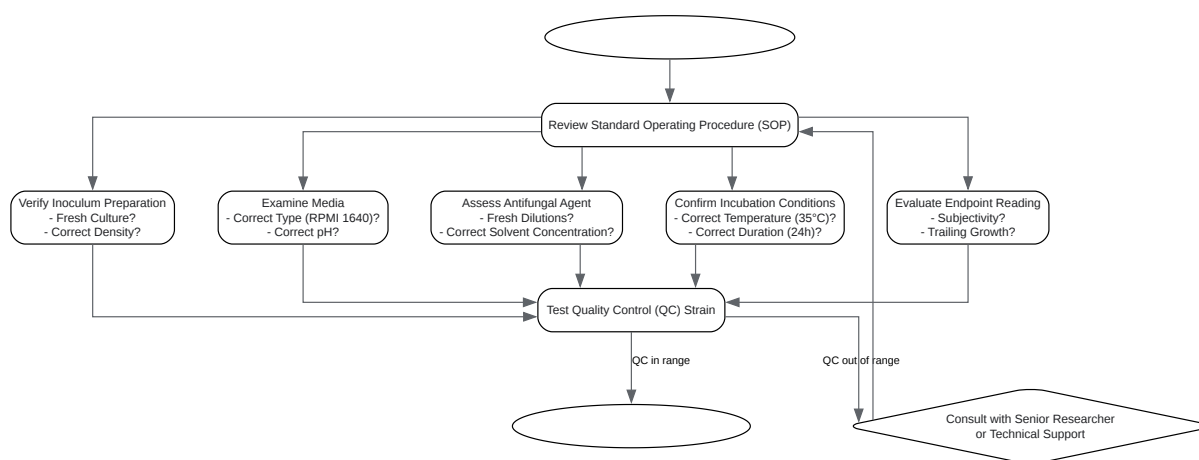 Review Standard Operating Procedure (SOP)
Verify Inoculum Preparation
- Fresh Culture?
- Correct Density?
Examine Media
- Correct Type (RPMI 1640)?
- Correct pH?
Assess Antifungal Agent
- Fresh Dilutions?
- Correct Solvent Concentration?
Confirm Incubation Conditions
- Correct Temperature (35°C)?
- Correct Duration (24h)?
Evaluate Endpoint Reading
- Subjectivity?
- Trailing Growth?
Test Quality Control (QC) Strain
QC in range
QC out of range
Consult with Senior Researcher
or Technical Support